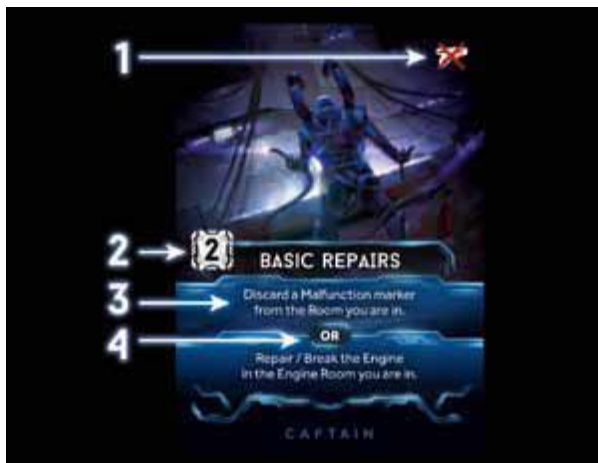 1
2
2
BASIC REPAIRS
3
Discard a Malfunction marker
from the Room you are in.
4
OR
Repair / Break the Engine
in the Engine Room you are in.
CAPTAIN